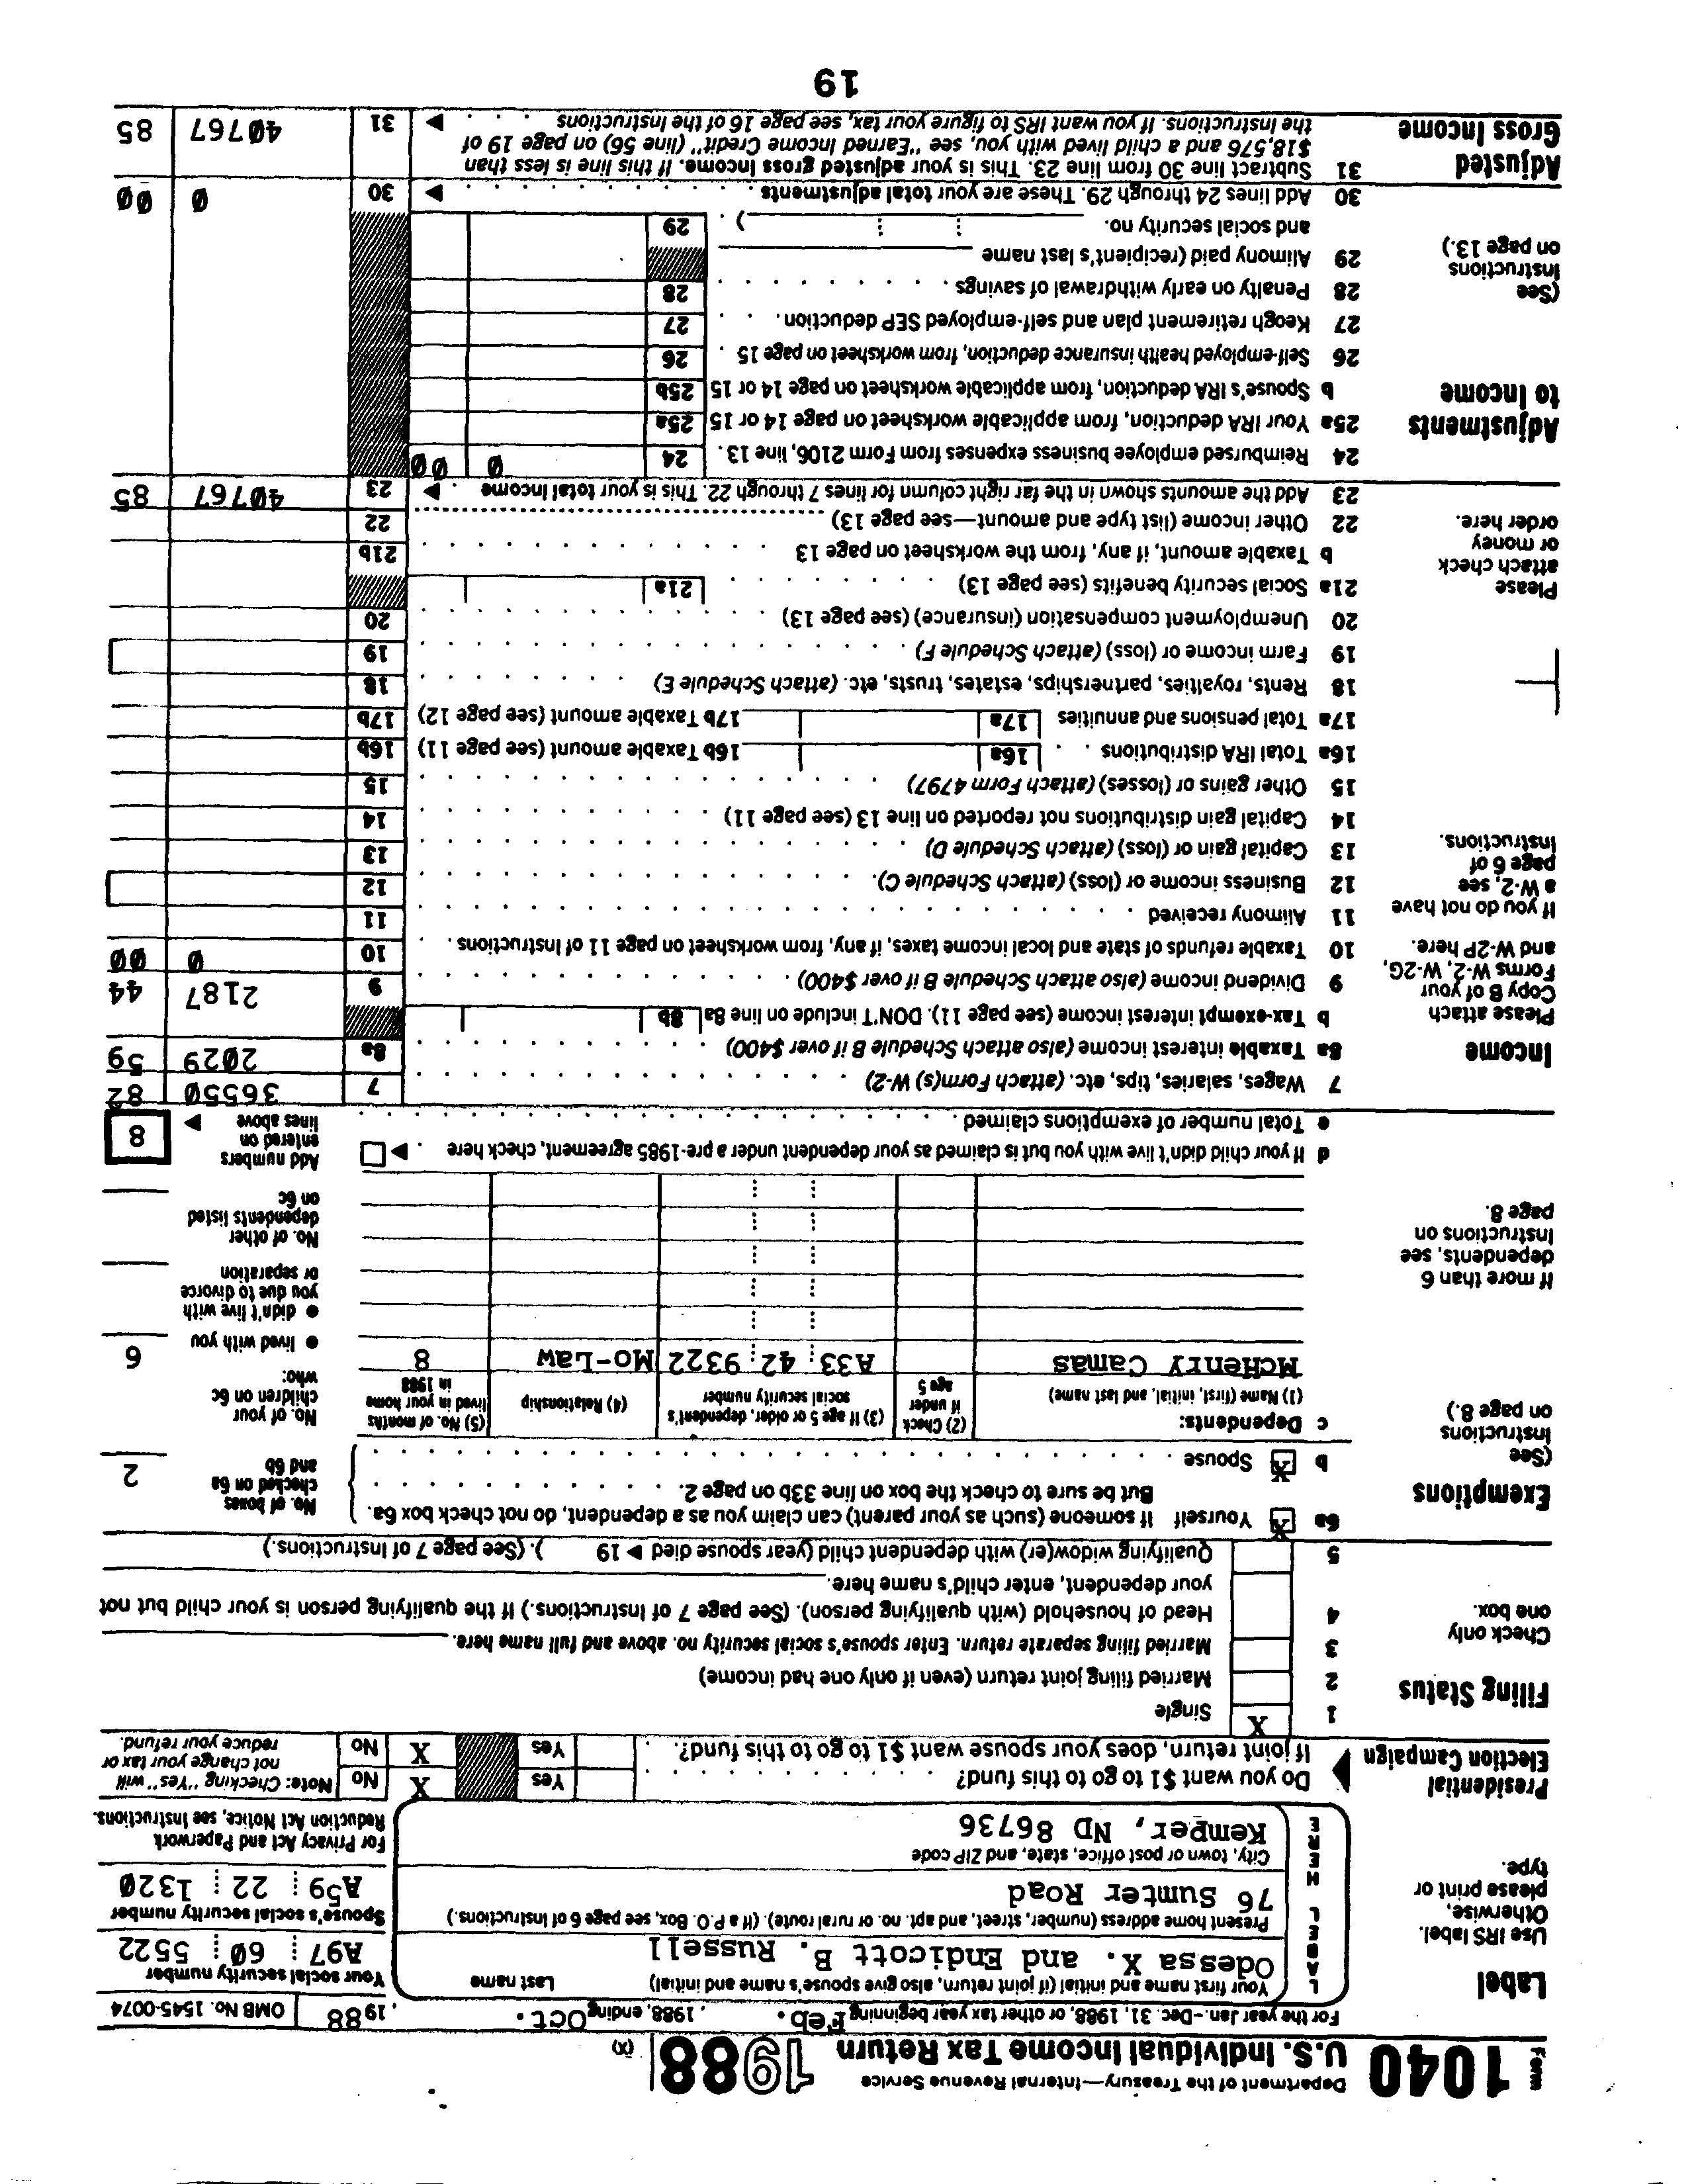 Form 1040 Department of the Treasury—Internal Revenue Service
U.S. Individual Income Tax Return 1988 (X)
For the year Jan.–Dec. 31, 1988, or other tax year beginning Feb. , 1988, ending Oct. , 1988 OMB No. 1545-0074
Label
Use IRS label.
Otherwise,
please print or
type.
LABEL HERE
Your first name and initial (if joint return, also give spouse's name and initial) Last name
Odessa X. and Endicott B. Russell
Your social security number
A97 60 5522
Present home address (number, street, and apt. no. or rural route). (If a P.O. Box, see page 6 of Instructions.)
76 Sumter Road
Spouse's social security number
A59 22 1320
City, town or post office, state, and ZIP code
Kemper, ND 86736
For Privacy Act and Paperwork
Reduction Act Notice, see Instructions.
Presidential
Election Campaign
Do you want $1 to go to this fund? Yes X No
If joint return, does your spouse want $1 to go to this fund? Yes X No
Note: Checking "Yes" will
not change your tax or
reduce your refund.
Filing Status
Check only
one box.
1 X Single
2 Married filing joint return (even if only one had income)
3 Married filing separate return. Enter spouse's social security no. above and full name here.
4 Head of household (with qualifying person). (See page 7 of Instructions.) If the qualifying person is your child but not
your dependent, enter child's name here.
5 Qualifying widow(er) with dependent child (year spouse died ▶ 19 ). (See page 7 of Instructions.)
Exemptions
(See
Instructions
on page 8.)
6a X Yourself If someone (such as your parent) can claim you as a dependent, do not check box 6a.
But be sure to check the box on line 33b on page 2.
b X Spouse
No. of boxes
checked on 6a
and 6b 2
c Dependents:
(1) Name (first, initial, and last name)
(2) Check
if under
age 5
(3) If age 5 or older, dependent's
social security number
(4) Relationship
(5) No. of months
lived in your home
in 1988
McHenry Camas A33 42 9322 Mo-Law 8
No. of your
children on 6c
who:
● lived with you 6
● didn't live with
you due to divorce
or separation
No. of other
dependents listed
on 6c
If more than 6
dependents, see
Instructions on
page 8.
d If your child didn't live with you but is claimed as your dependent under a pre-1985 agreement, check here ▶
e Total number of exemptions claimed
Add numbers
entered on
lines above ▶ 8
Income
Please attach
Copy B of your
Forms W-2, W-2G,
and W-2P here.
If you do not have
a W-2, see
page 6 of
Instructions.
7 Wages, salaries, tips, etc. (attach Form(s) W-2) 7 36550 82
8a Taxable interest income (also attach Schedule B if over $400) 8a 2029 59
b Tax-exempt interest income (see page 11). DON'T include on line 8a 8b
9 Dividend income (also attach Schedule B if over $400) 9 2187 44
10 Taxable refunds of state and local income taxes, if any, from worksheet on page 11 of Instructions 10 0 00
11 Alimony received 11
12 Business income or (loss) (attach Schedule C). 12
13 Capital gain or (loss) (attach Schedule D) 13
14 Capital gain distributions not reported on line 13 (see page 11) 14
15 Other gains or (losses) (attach Form 4797) 15
16a Total IRA distributions 16a 16b Taxable amount (see page 11) 16b
17a Total pensions and annuities 17a 17b Taxable amount (see page 12) 17b
18 Rents, royalties, partnerships, estates, trusts, etc. (attach Schedule E) 18
19 Farm income or (loss) (attach Schedule F) 19
20 Unemployment compensation (insurance) (see page 13) 20
21a Social security benefits (see page 13) 21a
b Taxable amount, if any, from the worksheet on page 13 21b
22 Other income (list type and amount—see page 13) 22
23 Add the amounts shown in the far right column for lines 7 through 22. This is your total income ▶ 23 40767 85
Please
attach check
or money
order here.
Adjustments
to Income
(See
Instructions
on page 13.)
24 Reimbursed employee business expenses from Form 2106, line 13. 24 0 00
25a Your IRA deduction, from applicable worksheet on page 14 or 15 25a
b Spouse's IRA deduction, from applicable worksheet on page 14 or 15 25b
26 Self-employed health insurance deduction, from worksheet on page 15 26
27 Keogh retirement plan and self-employed SEP deduction 27
28 Penalty on early withdrawal of savings 28
29 Alimony paid (recipient's last name
and social security no. ) 29
30 Add lines 24 through 29. These are your total adjustments ▶ 30 0 00
Adjusted
Gross Income
31 Subtract line 30 from line 23. This is your adjusted gross income. If this line is less than
$18,576 and a child lived with you, see "Earned Income Credit" (line 56) on page 19 of
the Instructions. If you want IRS to figure your tax, see page 16 of the Instructions ▶ 31 40767 85
19